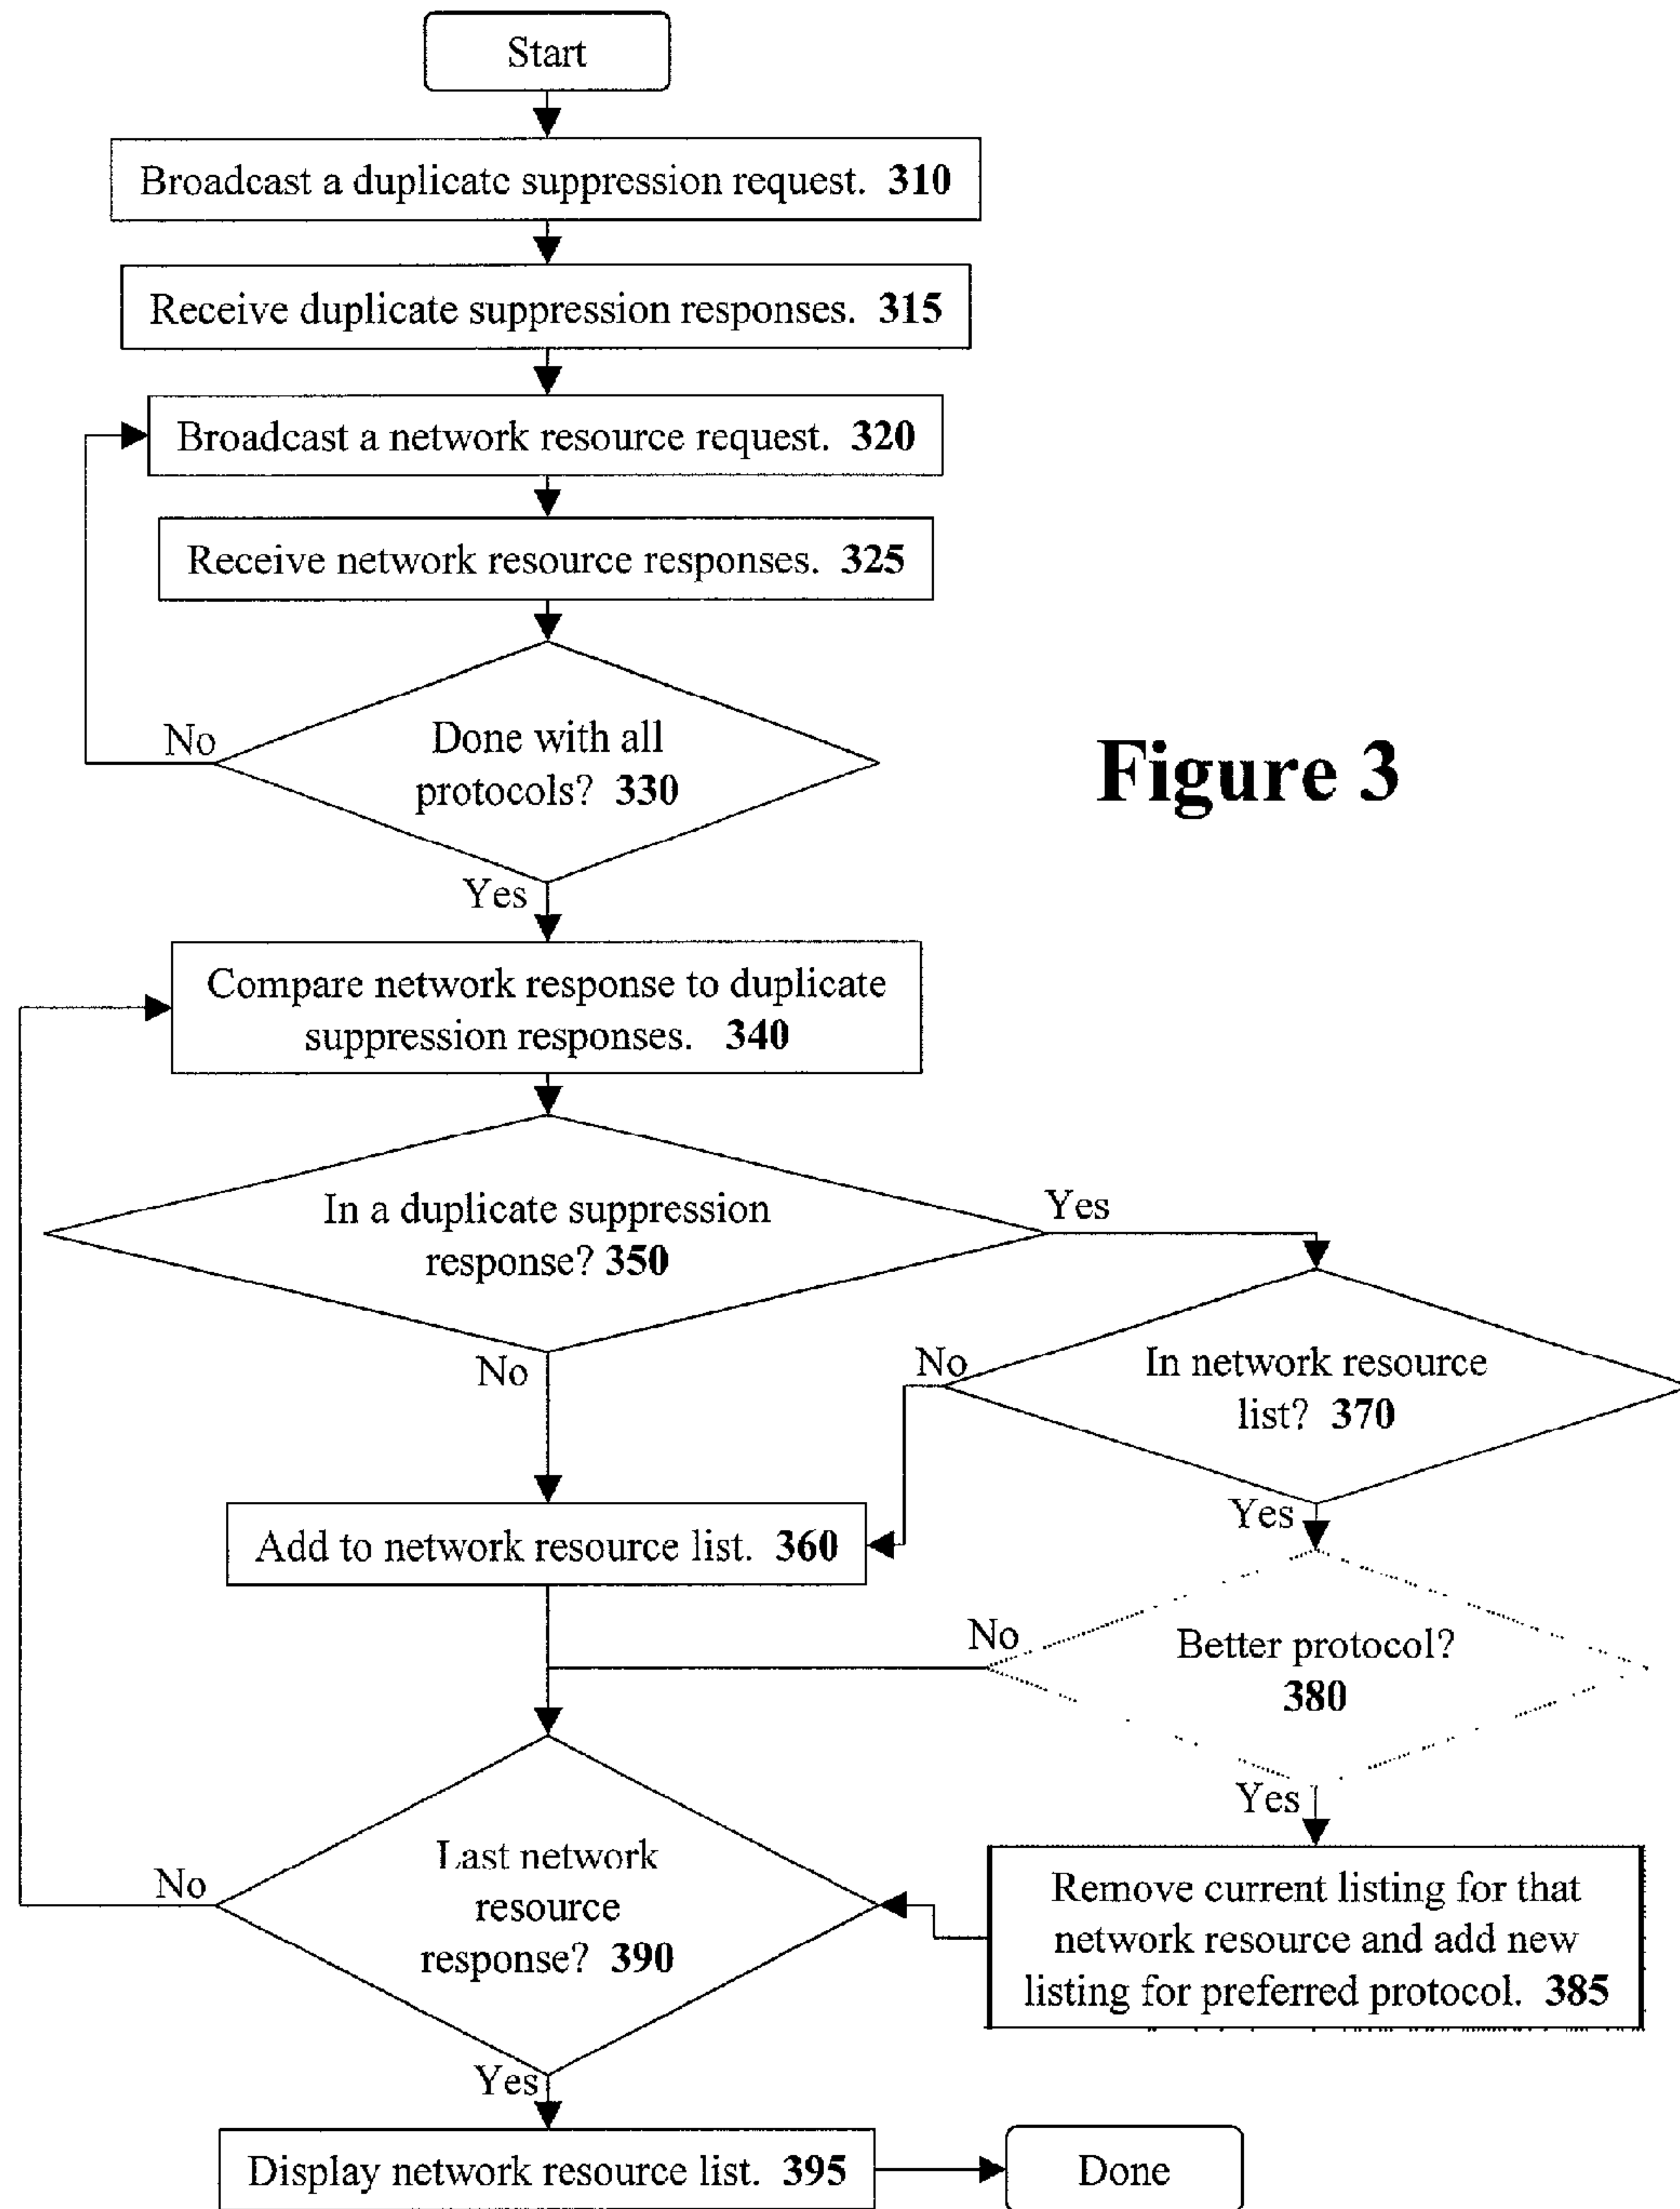 Start
Broadcast a duplicate suppression request. 310
Receive duplicate suppression responses. 315
Broadcast a network resource request. 320
Receive network resource responses. 325
No
Done with all
protocols? 330
Figure 3
Yes
Compare network response to duplicate
suppression responses. 340
In a duplicate suppression
response? 350
Yes
No
No
In network resource
list? 370
Yes
Add to network resource list. 360
No
Better protocol?
380
Yes
No
Last network
resource
response? 390
Remove current listing for that
network resource and add new
listing for preferred protocol. 385
Yes
Display network resource list. 395
Done